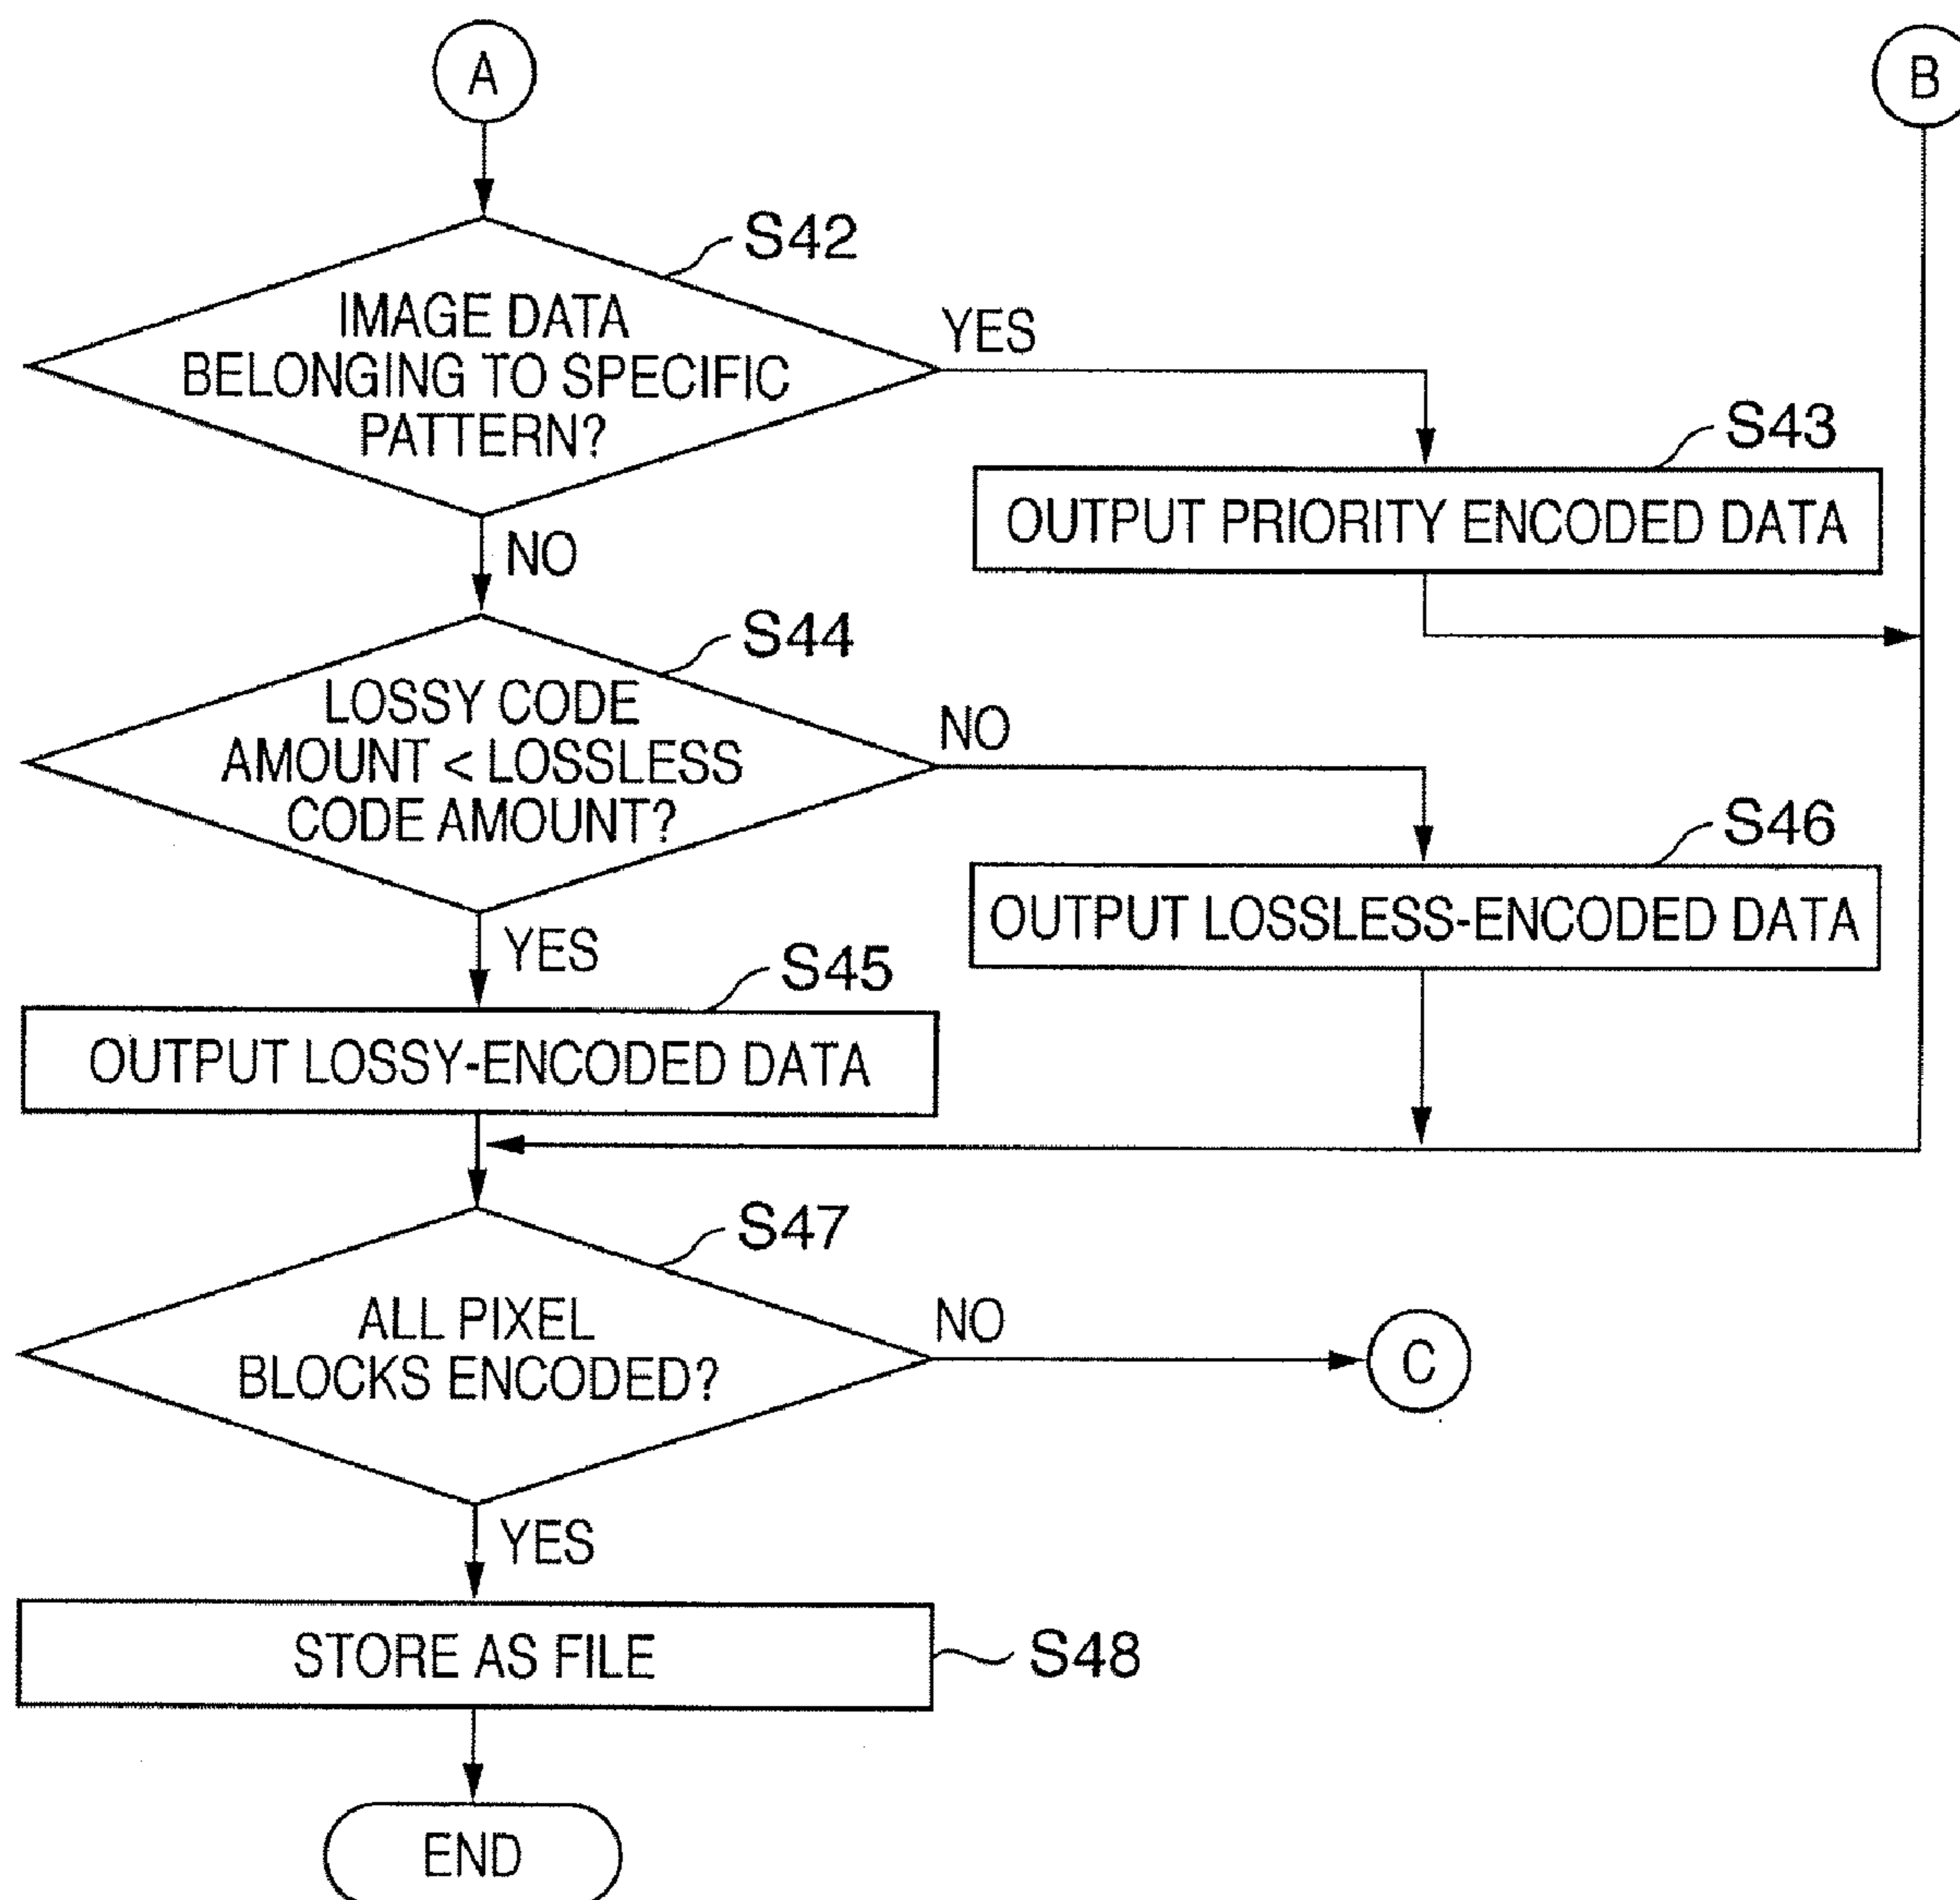 A
B
S42
IMAGE DATA
BELONGING TO SPECIFIC
PATTERN?
YES
S43
OUTPUT PRIORITY ENCODED DATA
NO
S44
LOSSY CODE
AMOUNT < LOSSLESS
CODE AMOUNT?
NO
S46
OUTPUT LOSSLESS-ENCODED DATA
YES
S45
OUTPUT LOSSY-ENCODED DATA
S47
ALL PIXEL
BLOCKS ENCODED?
NO
C
YES
STORE AS FILE
S48
END